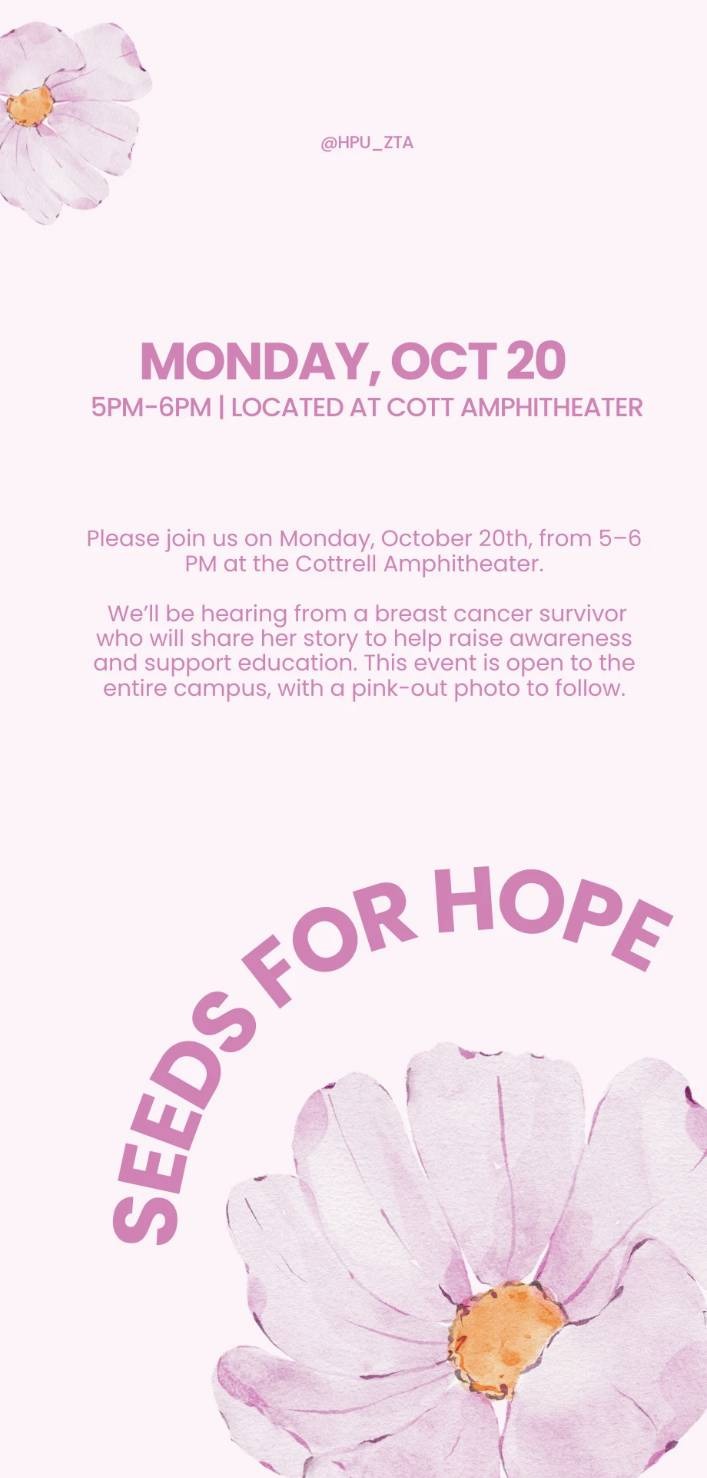 @HPU_ZTA
MONDAY, OCT 20
5PM-6PM | LOCATED AT COTT AMPHITHEATER
Please join us on Monday, October 20th, from 5–6
PM at the Cottrell Amphitheater.
We’ll be hearing from a breast cancer survivor
who will share her story to help raise awareness
and support education. This event is open to the
entire campus, with a pink-out photo to follow.
SEEDS FOR HOPE